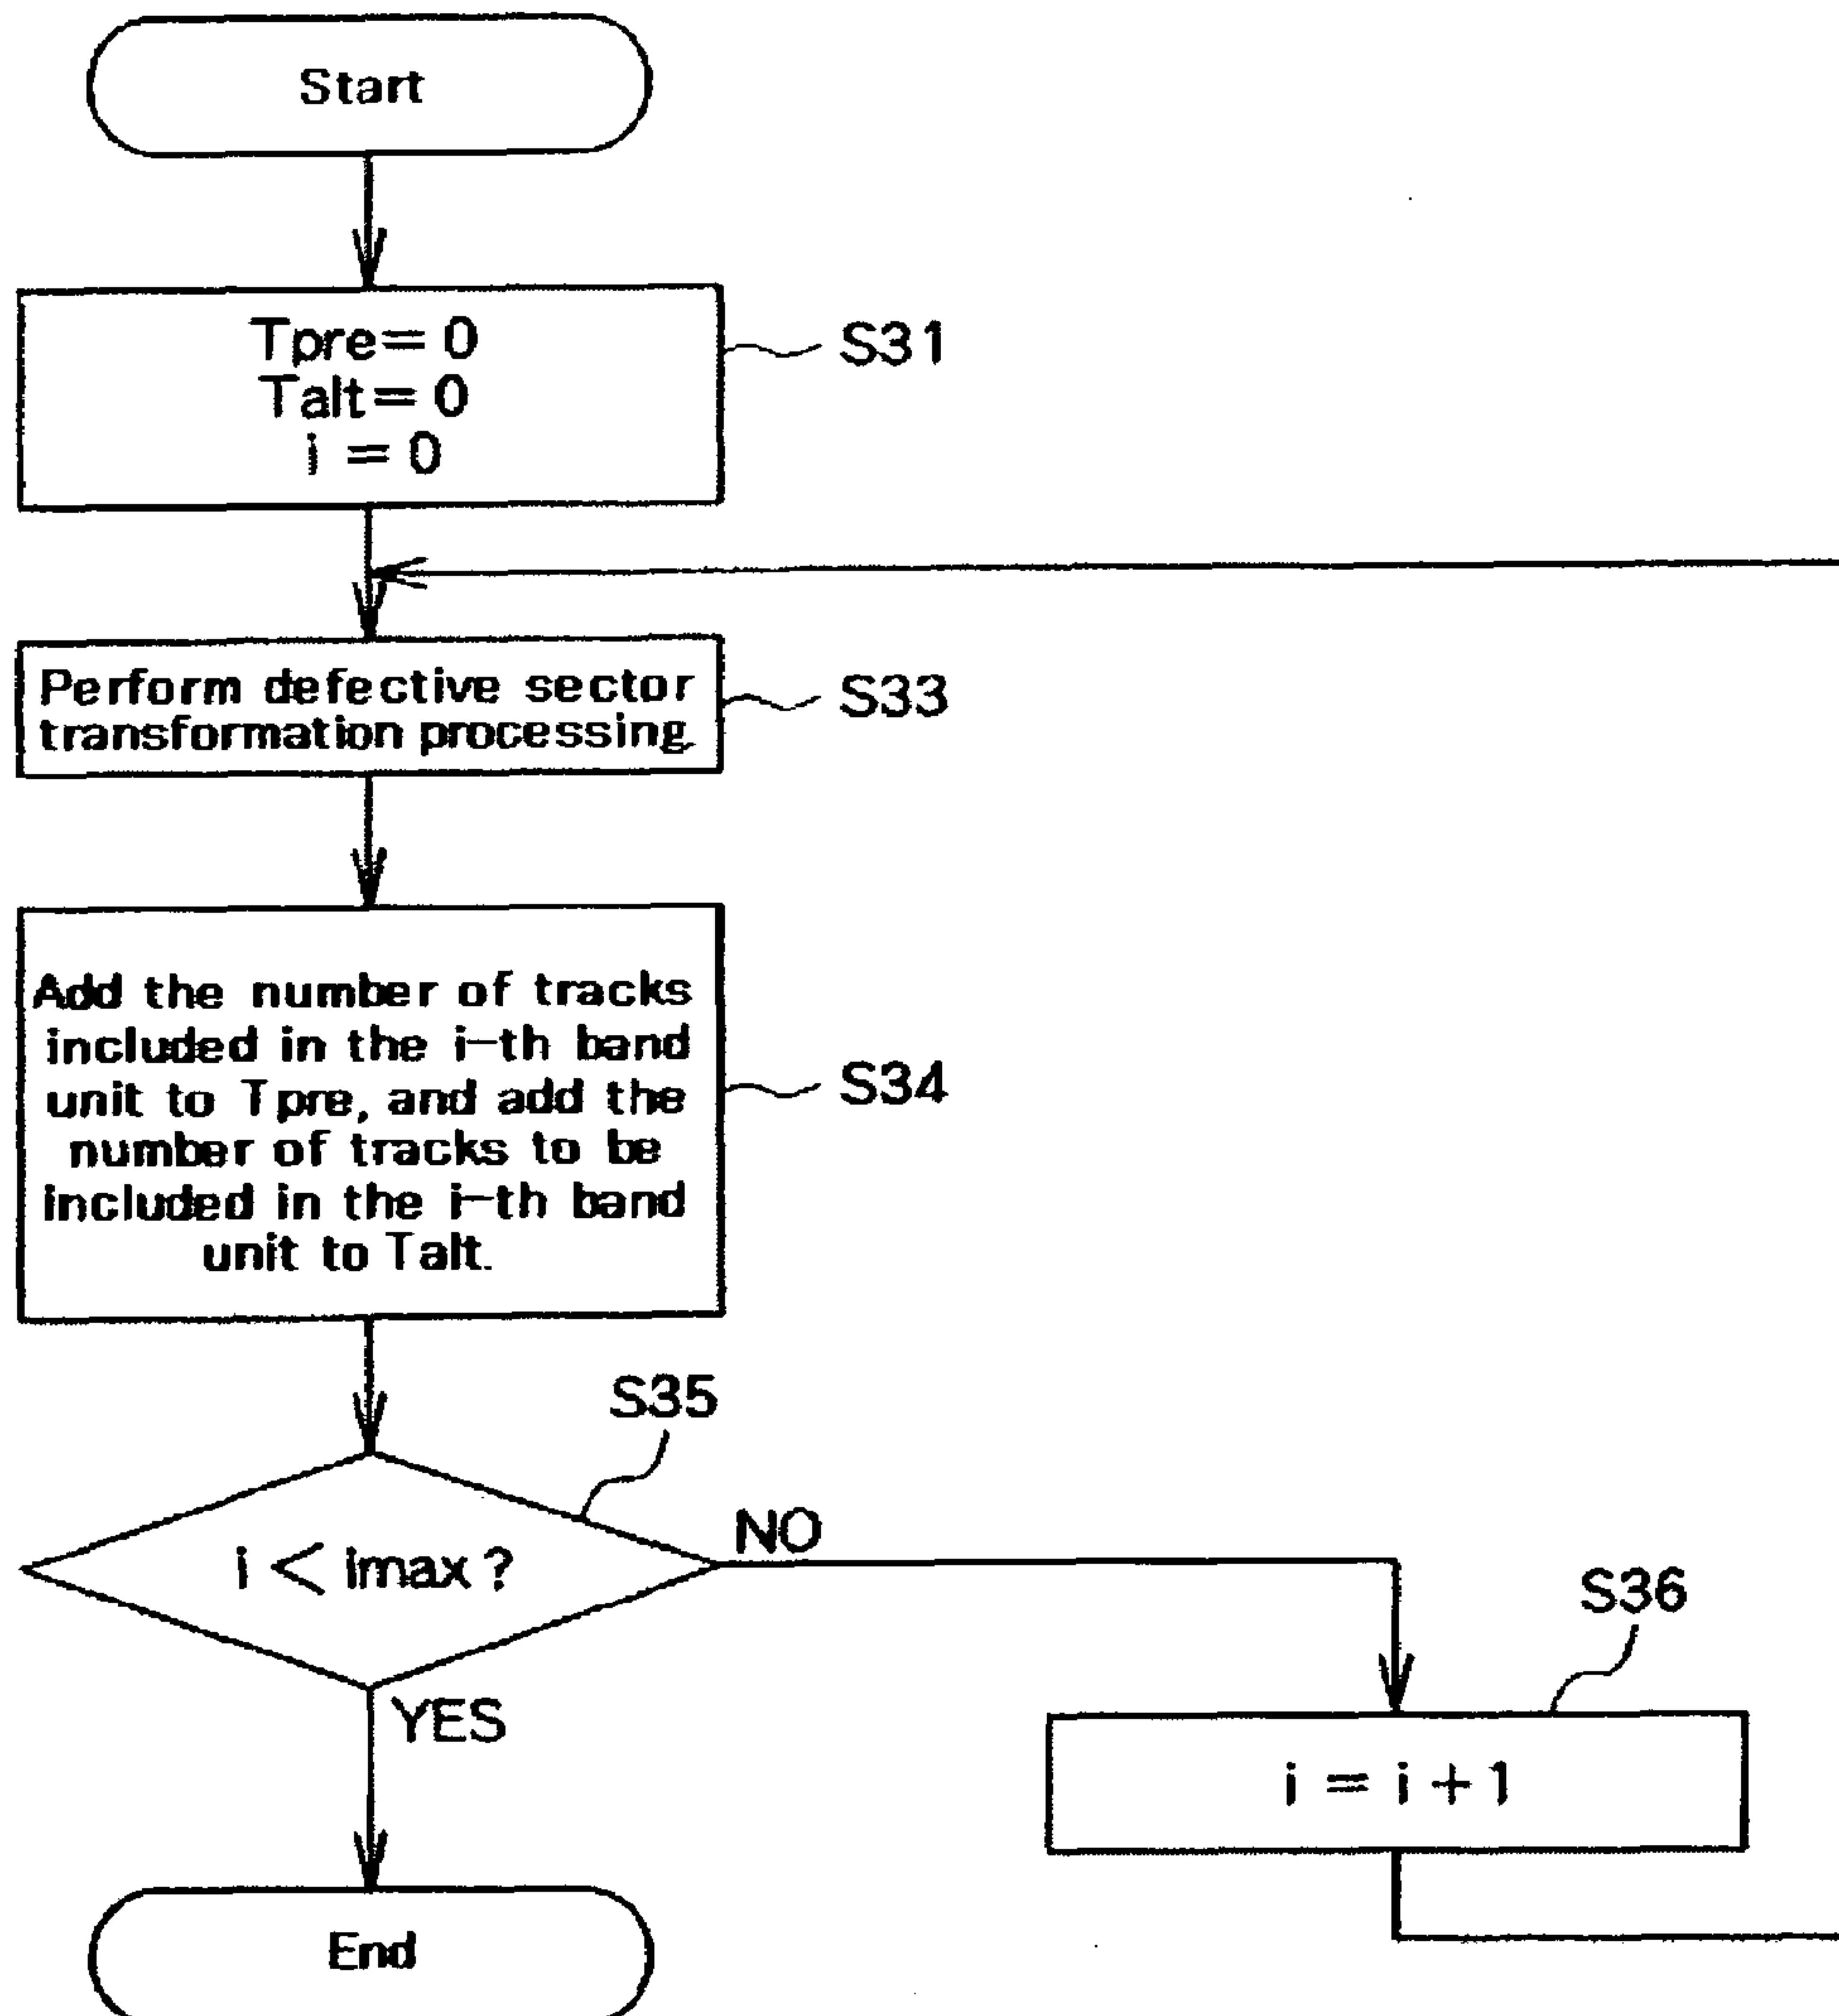 Start
Tpre= 0
Talt= 0
i = 0
S31
Perform defective sector
transformation processing.
S33
Add the number of tracks
included in the i-th band
unit to Tpre, and add the
number of tracks to be
included in the i-th band
unit to Talt.
S34
S35
i < imax ?
NO
YES
S36
i = i + 1
End